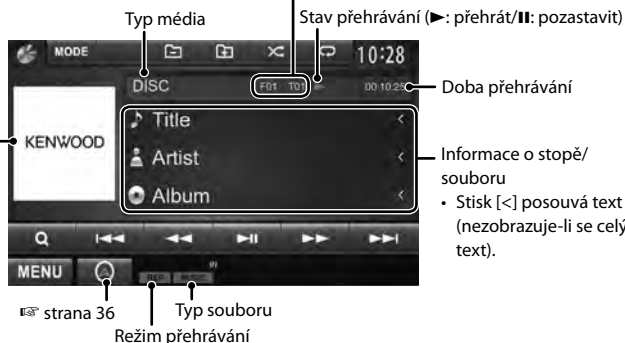 Typ média
Stav přehrávání (►: přehrát/II: pozastavit)
MODE
10:28
DISC
F01 T01
00:10:25
Doba přehrávání
KENWOOD
Title
<
Artist
<
Album
<
Informace o stopě/
souboru
• Stisk [<] posouvá text
(nezobrazuje-li se celý
text).
MENU
REP
MUSIC
IN
☞ strana 36
Typ souboru
Režim přehrávání